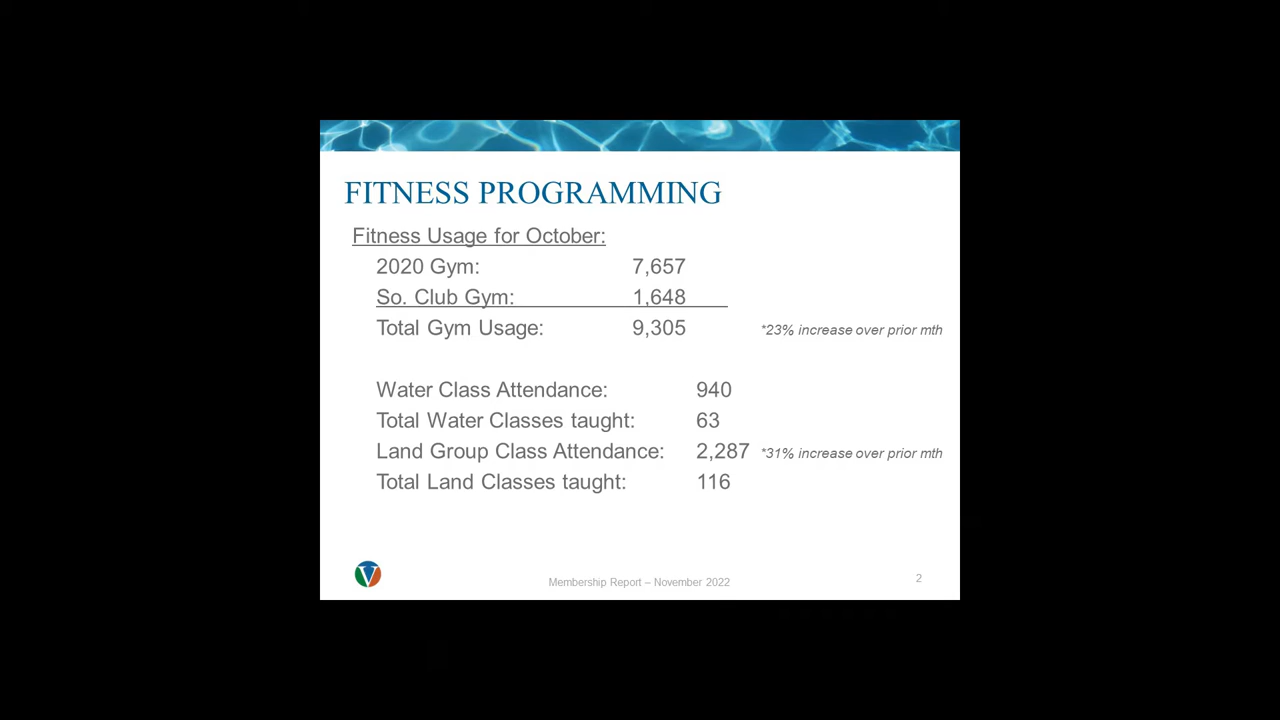 FITNESS PROGRAMMING
Fitness Usage for October:
2020 Gym: 7,657
So. Club Gym: 1,648
Total Gym Usage: 9,305 *23% increase over prior mth
Water Class Attendance: 940
Total Water Classes taught: 63
Land Group Class Attendance: 2,287 *31% increase over prior mth
Total Land Classes taught: 116
V
Membership Report – November 2022
2